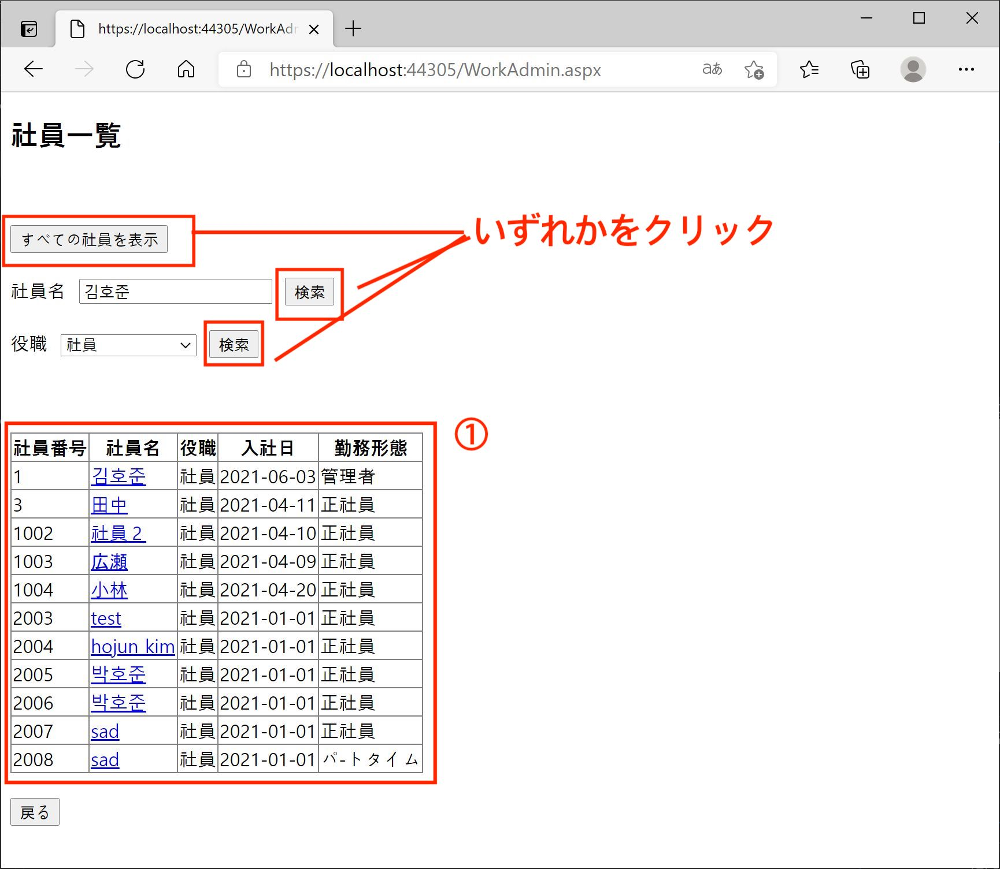 https://localhost:44305/WorkAdm
https://localhost:44305/WorkAdmin.aspx
社員一覧
いずれかをクリック
すべての社員を表示
社員名 김호준 検索
役職 社員 検索
①
社員番号 社員名 役職 入社日 勤務形態
1 김호준 社員 2021-06-03 管理者
3 田中 社員 2021-04-11 正社員
1002 社員２ 社員 2021-04-10 正社員
1003 広瀬 社員 2021-04-09 正社員
1004 小林 社員 2021-04-20 正社員
2003 test 社員 2021-01-01 正社員
2004 hojun kim 社員 2021-01-01 正社員
2005 박호준 社員 2021-01-01 正社員
2006 박호준 社員 2021-01-01 正社員
2007 sad 社員 2021-01-01 正社員
2008 sad 社員 2021-01-01 パ-トタイム
戻る